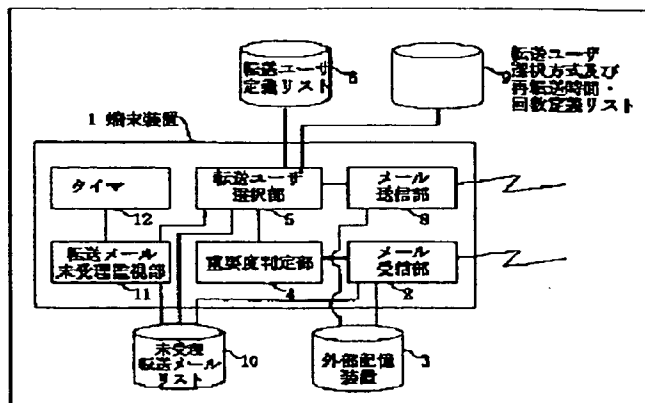 転送ユーザ
定義リスト
6
転送ユーザ
選択方式及び
再転送時間・
回数定義リスト
9
1 端末装置
タイマ
12
転送ユーザ
選択部
5
メール
送信部
8
転送メール
未受理監視部
11
重要度判定部
4
メール
受信部
2
未受理
転送メール
リスト
10
外部記憶
装置
3